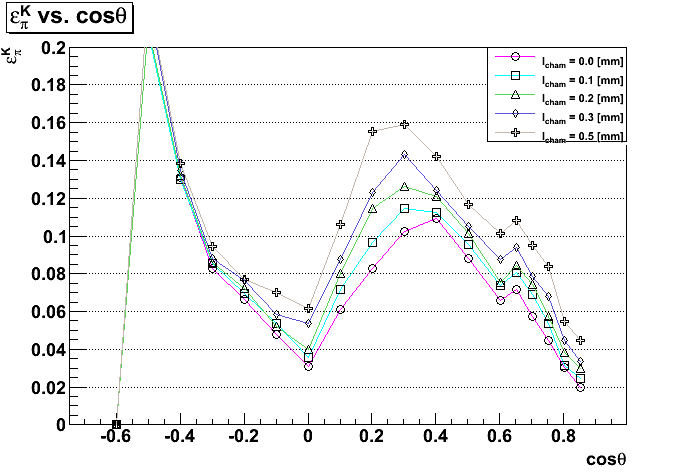 ε_π^K vs. cosθ
ε_π^K
l_cham = 0.0 [mm]
l_cham = 0.1 [mm]
l_cham = 0.2 [mm]
l_cham = 0.3 [mm]
l_cham = 0.5 [mm]
0.2
0.18
0.16
0.14
0.12
0.1
0.08
0.06
0.04
0.02
0
-0.6 -0.4 -0.2 0 0.2 0.4 0.6 0.8
cosθ